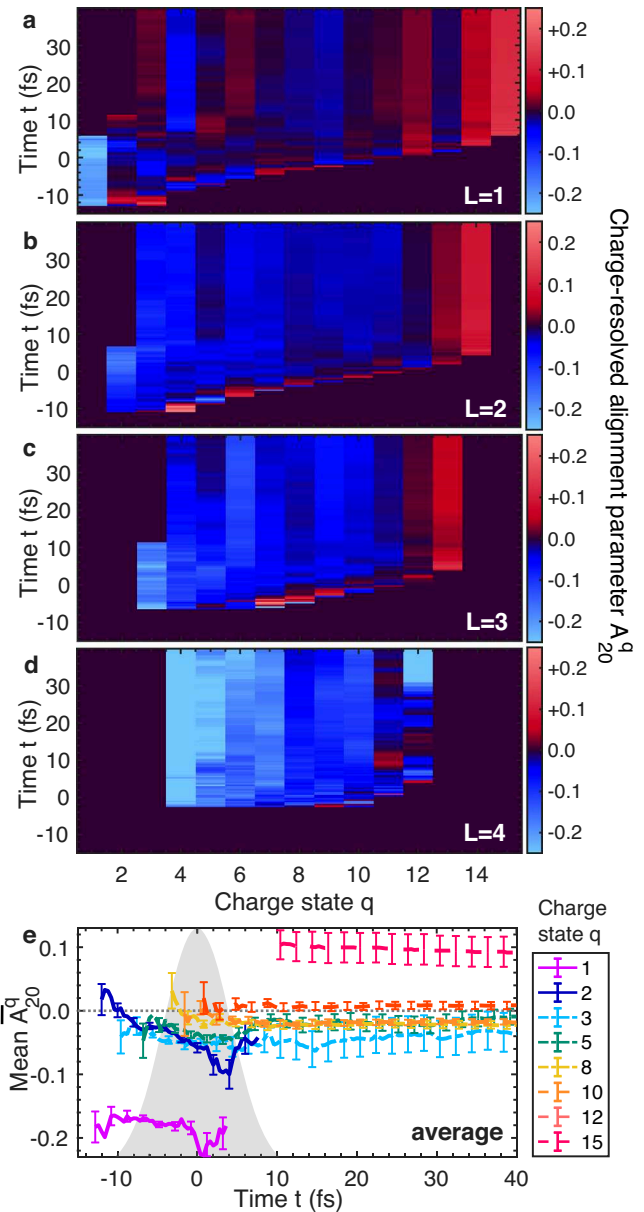 a
Time t (fs)
30
20
10
0
-10
L=1
+0.2
+0.1
0.0
-0.1
-0.2
b
Time t (fs)
30
20
10
0
-10
L=2
+0.2
+0.1
0.0
-0.1
-0.2
c
Time t (fs)
30
20
10
0
-10
L=3
+0.2
+0.1
0.0
-0.1
-0.2
d
Time t (fs)
30
20
10
0
-10
L=4
+0.2
+0.1
0.0
-0.1
-0.2
2 4 6 8 10 12 14
Charge state q
Charge-resolved alignment parameter A^q_20
e
Mean A̅^q_20
0.1
0.0
-0.1
-0.2
average
-10 0 10 20 30 40
Time t (fs)
Charge
state q
1
2
3
5
8
10
12
15